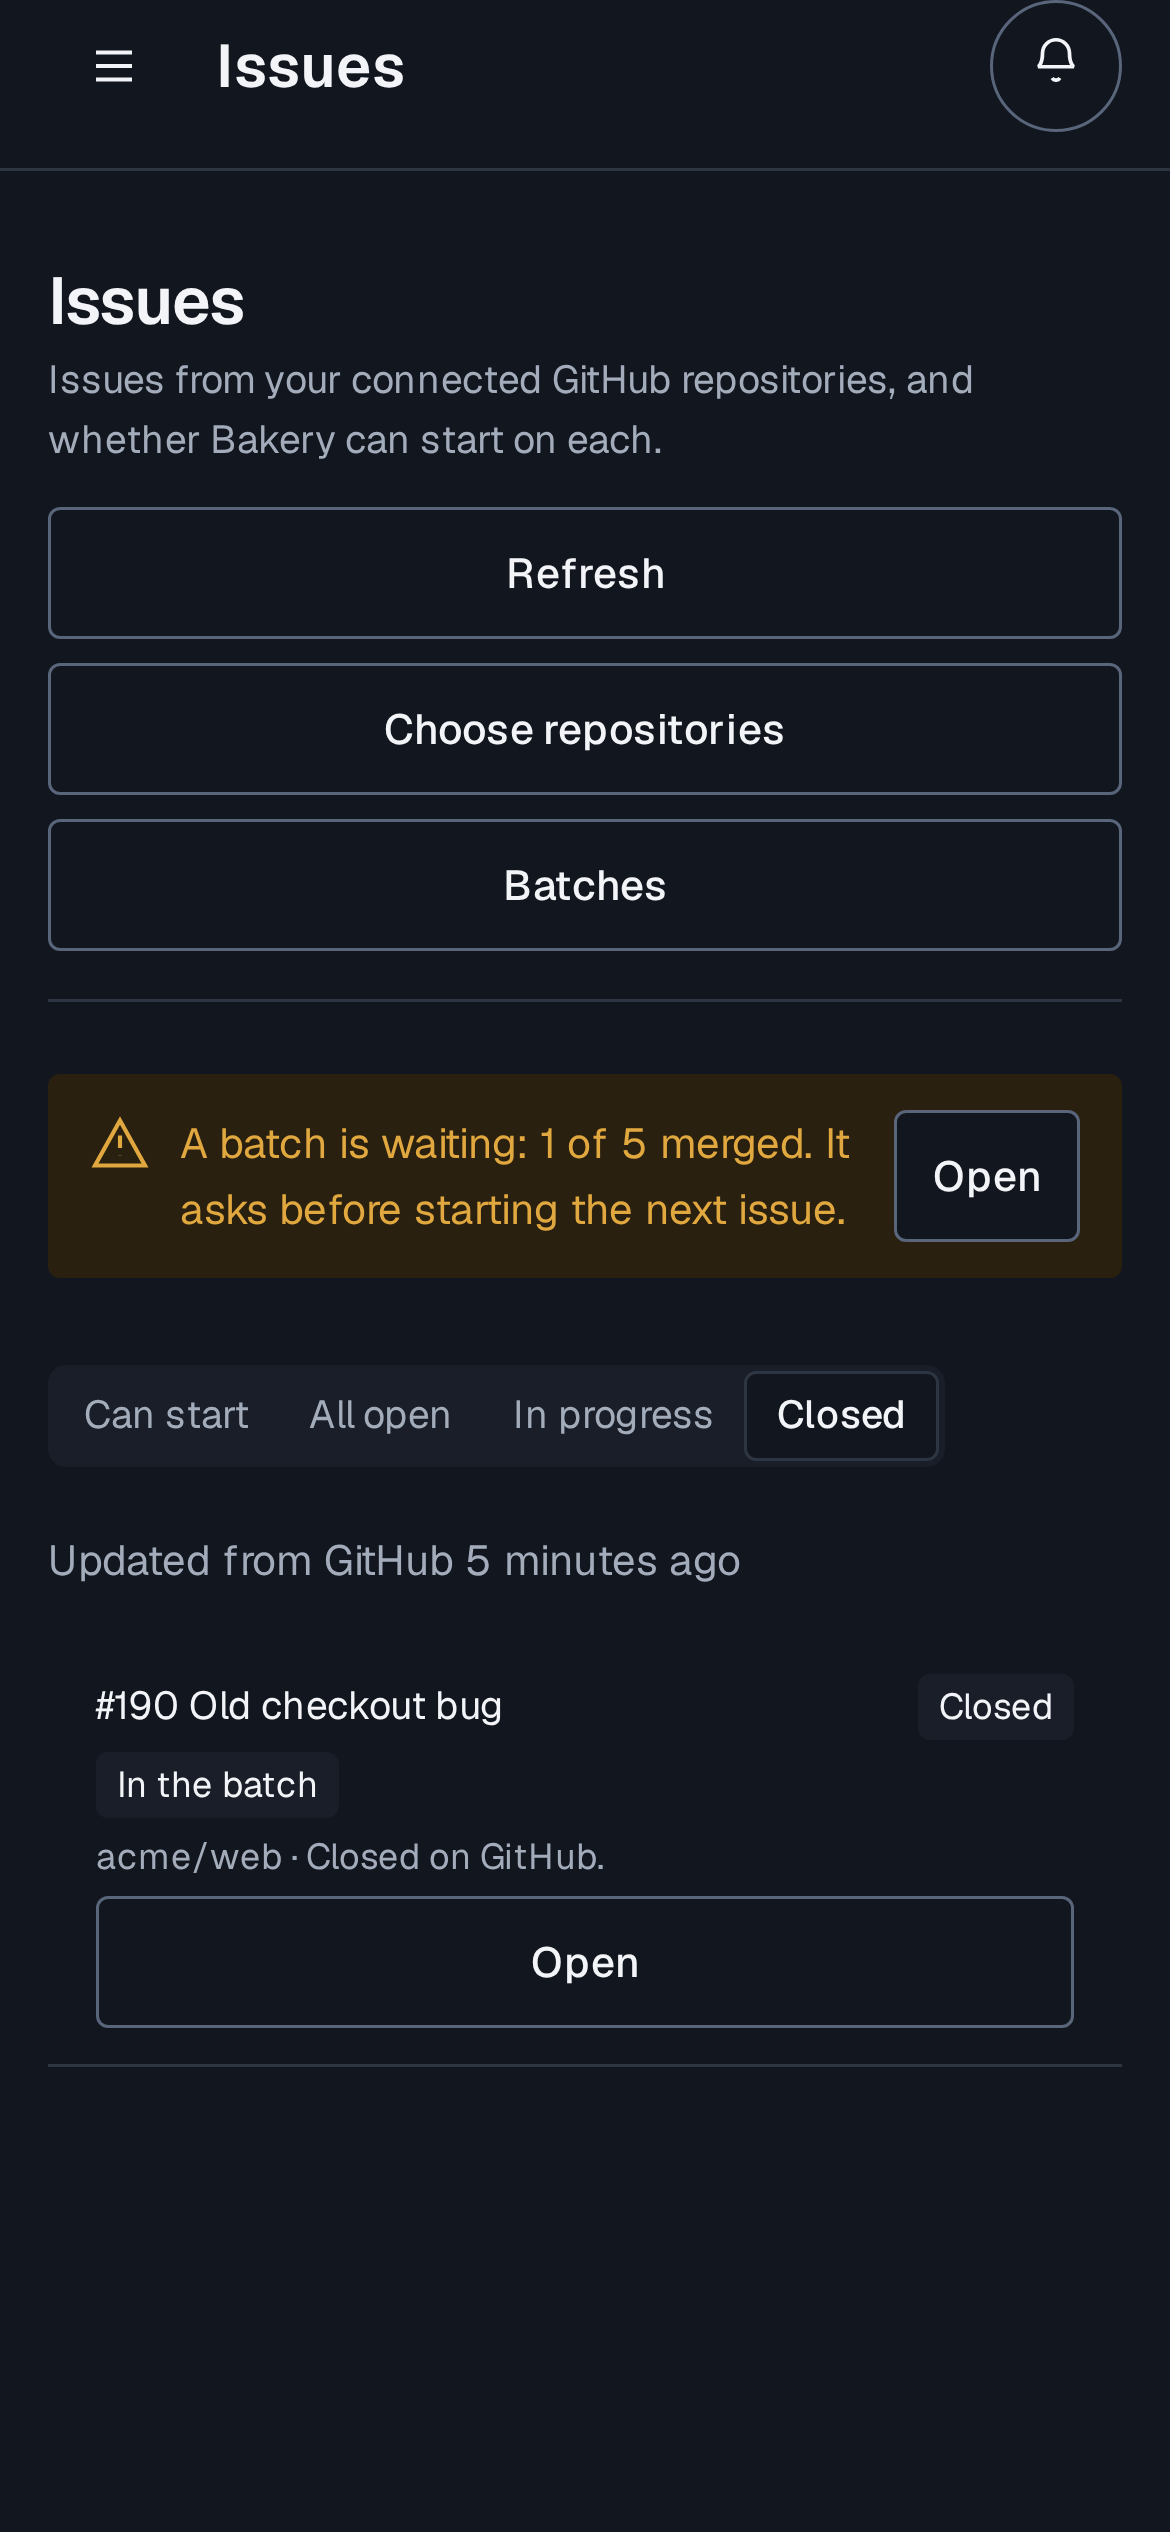 Issues
Issues
Issues from your connected GitHub repositories, and
whether Bakery can start on each.
Refresh
Choose repositories
Batches
A batch is waiting: 1 of 5 merged. It
asks before starting the next issue.
Open
Can start All open In progress Closed
Updated from GitHub 5 minutes ago
#190 Old checkout bug Closed
In the batch
acme/web · Closed on GitHub.
Open